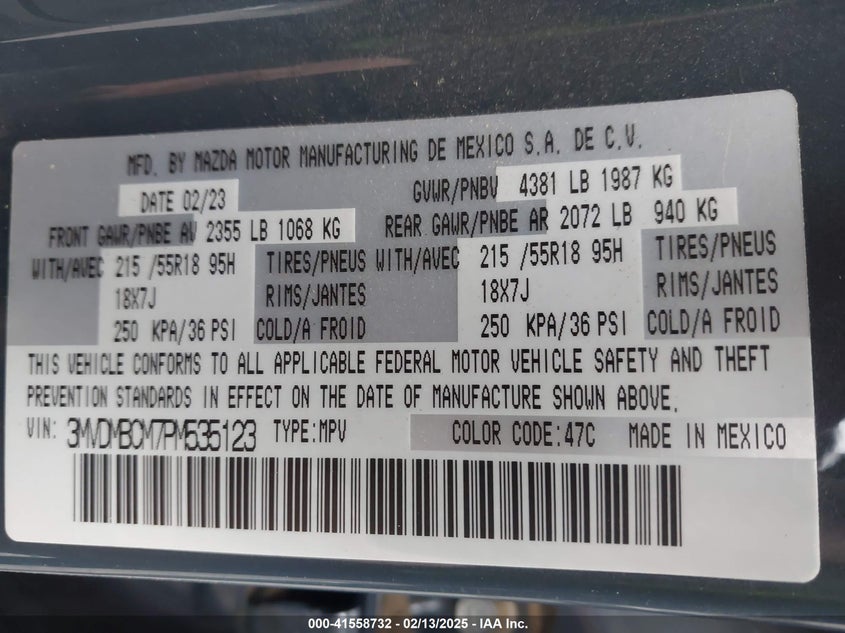 MFD. BY MAZDA MOTOR MANUFACTURING DE MEXICO S.A. DE C.V.
DATE 02/23 GVWR/PNBV 4381 LB 1987 KG
FRONT GAWR/PNBE AV 2355 LB 1068 KG REAR GAWR/PNBE AR 2072 LB 940 KG
WITH/AVEC 215 /55R18 95H TIRES/PNEUS WITH/AVEC 215 /55R18 95H TIRES/PNEUS
18X7J RIMS/JANTES 18X7J RIMS/JANTES
250 KPA/36 PSI COLD/A FROID 250 KPA/36 PSI COLD/A FROID
THIS VEHICLE CONFORMS TO ALL APPLICABLE FEDERAL MOTOR VEHICLE SAFETY AND THEFT
PREVENTION STANDARDS IN EFFECT ON THE DATE OF MANUFACTURE SHOWN ABOVE.
VIN: 3MVDMBCM7PM535123 TYPE:MPV COLOR CODE:47C MADE IN MEXICO
000-41558732 — 02/13/2025 — IAA Inc.